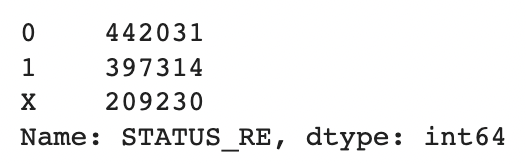 0    442031
1    397314
X    209230
Name: STATUS_RE, dtype: int64